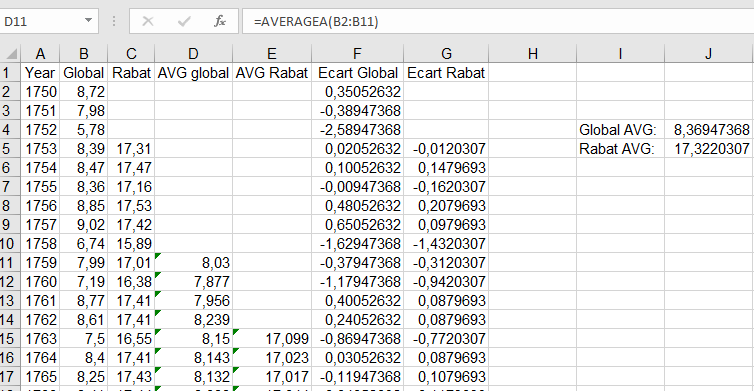 D11 fx =AVERAGEA(B2:B11)
A B C D E F G H I J
1 Year Global Rabat AVG global AVG Rabat Ecart Global Ecart Rabat
2 1750 8,72 0,35052632
3 1751 7,98 -0,38947368
4 1752 5,78 -2,58947368 Global AVG: 8,36947368
5 1753 8,39 17,31 0,02052632 -0,0120307 Rabat AVG: 17,3220307
6 1754 8,47 17,47 0,10052632 0,1479693
7 1755 8,36 17,16 -0,00947368 -0,1620307
8 1756 8,85 17,53 0,48052632 0,2079693
9 1757 9,02 17,42 0,65052632 0,0979693
10 1758 6,74 15,89 -1,62947368 -1,4320307
11 1759 7,99 17,01 8,03 -0,37947368 -0,3120307
12 1760 7,19 16,38 7,877 -1,17947368 -0,9420307
13 1761 8,77 17,41 7,956 0,40052632 0,0879693
14 1762 8,61 17,41 8,239 0,24052632 0,0879693
15 1763 7,5 16,55 8,15 17,099 -0,86947368 -0,7720307
16 1764 8,4 17,41 8,143 17,023 0,03052632 0,0879693
17 1765 8,25 17,43 8,132 17,017 -0,11947368 0,1079693